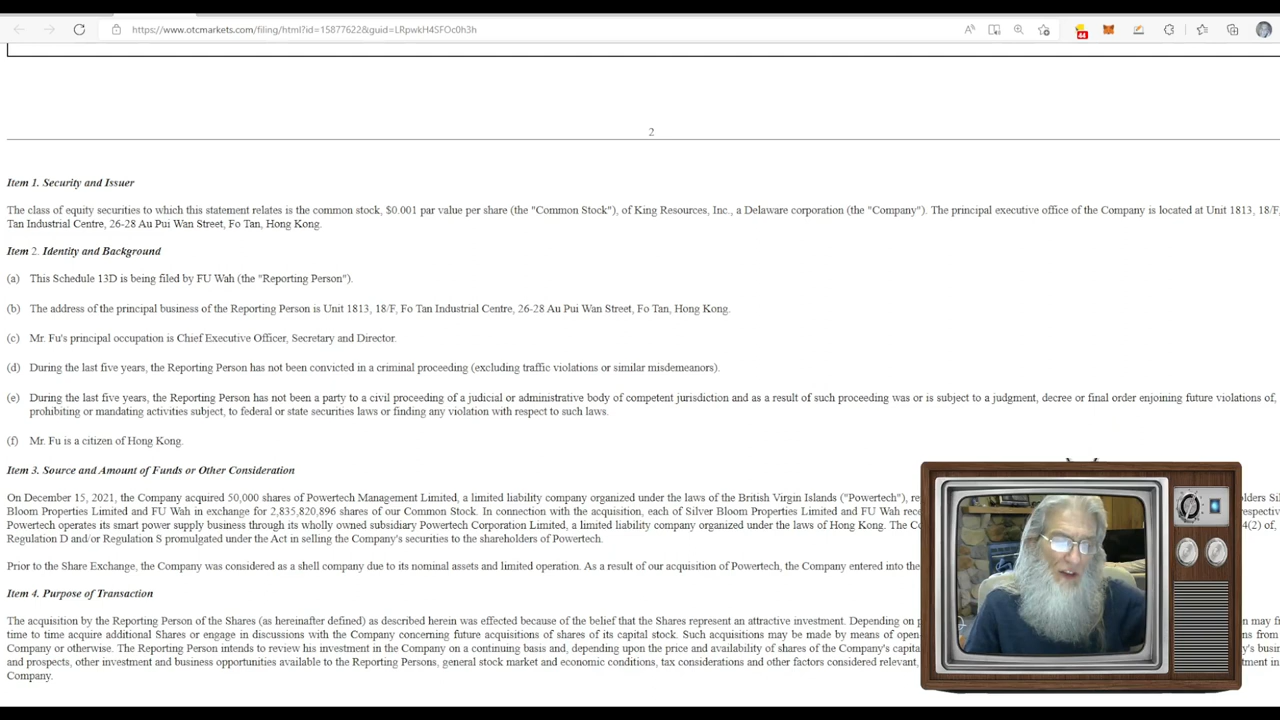 https://www.otcmarkets.com/filing/html?id=15877622&guid=LRpwkH4SFOc0h3h
44
2
Item 1. Security and Issuer
The class of equity securities to which this statement relates is the common stock, $0.001 par value per share (the "Common Stock"), of King Resources, Inc., a Delaware corporation (the "Company"). The principal executive office of the Company is located at Unit 1813, 18/F,
Tan Industrial Centre, 26-28 Au Pui Wan Street, Fo Tan, Hong Kong.
Item 2. Identity and Background
(a) This Schedule 13D is being filed by FU Wah (the "Reporting Person").
(b) The address of the principal business of the Reporting Person is Unit 1813, 18/F, Fo Tan Industrial Centre, 26-28 Au Pui Wan Street, Fo Tan, Hong Kong.
(c) Mr. Fu's principal occupation is Chief Executive Officer, Secretary and Director.
(d) During the last five years, the Reporting Person has not been convicted in a criminal proceeding (excluding traffic violations or similar misdemeanors).
(e) During the last five years, the Reporting Person has not been a party to a civil proceeding of a judicial or administrative body of competent jurisdiction and as a result of such proceeding was or is subject to a judgment, decree or final order enjoining future violations of,
prohibiting or mandating activities subject, to federal or state securities laws or finding any violation with respect to such laws.
(f) Mr. Fu is a citizen of Hong Kong.
Item 3. Source and Amount of Funds or Other Consideration
On December 15, 2021, the Company acquired 50,000 shares of Powertech Management Limited, a limited liability company organized under the laws of the British Virgin Islands ("Powertech"), re holders Sil
Bloom Properties Limited and FU Wah in exchange for 2,835,820,896 shares of our Common Stock. In connection with the acquisition, each of Silver Bloom Properties Limited and FU Wah rece respective
Powertech operates its smart power supply business through its wholly owned subsidiary Powertech Corporation Limited, a limited liability company organized under the laws of Hong Kong. The Co 4(2) of,
Regulation D and/or Regulation S promulgated under the Act in selling the Company's securities to the shareholders of Powertech.
Prior to the Share Exchange, the Company was considered as a shell company due to its nominal assets and limited operation. As a result of our acquisition of Powertech, the Company entered into the
Item 4. Purpose of Transaction
The acquisition by the Reporting Person of the Shares (as hereinafter defined) as described herein was effected because of the belief that the Shares represent an attractive investment. Depending on p n may fr
time to time acquire additional Shares or engage in discussions with the Company concerning future acquisitions of shares of its capital stock. Such acquisitions may be made by means of open ns from
Company or otherwise. The Reporting Person intends to review his investment in the Company on a continuing basis and, depending upon the price and availability of shares of the Company's capita y's busin
and prospects, other investment and business opportunities available to the Reporting Persons, general stock market and economic conditions, tax considerations and other factors considered relevant, tment in
Company.